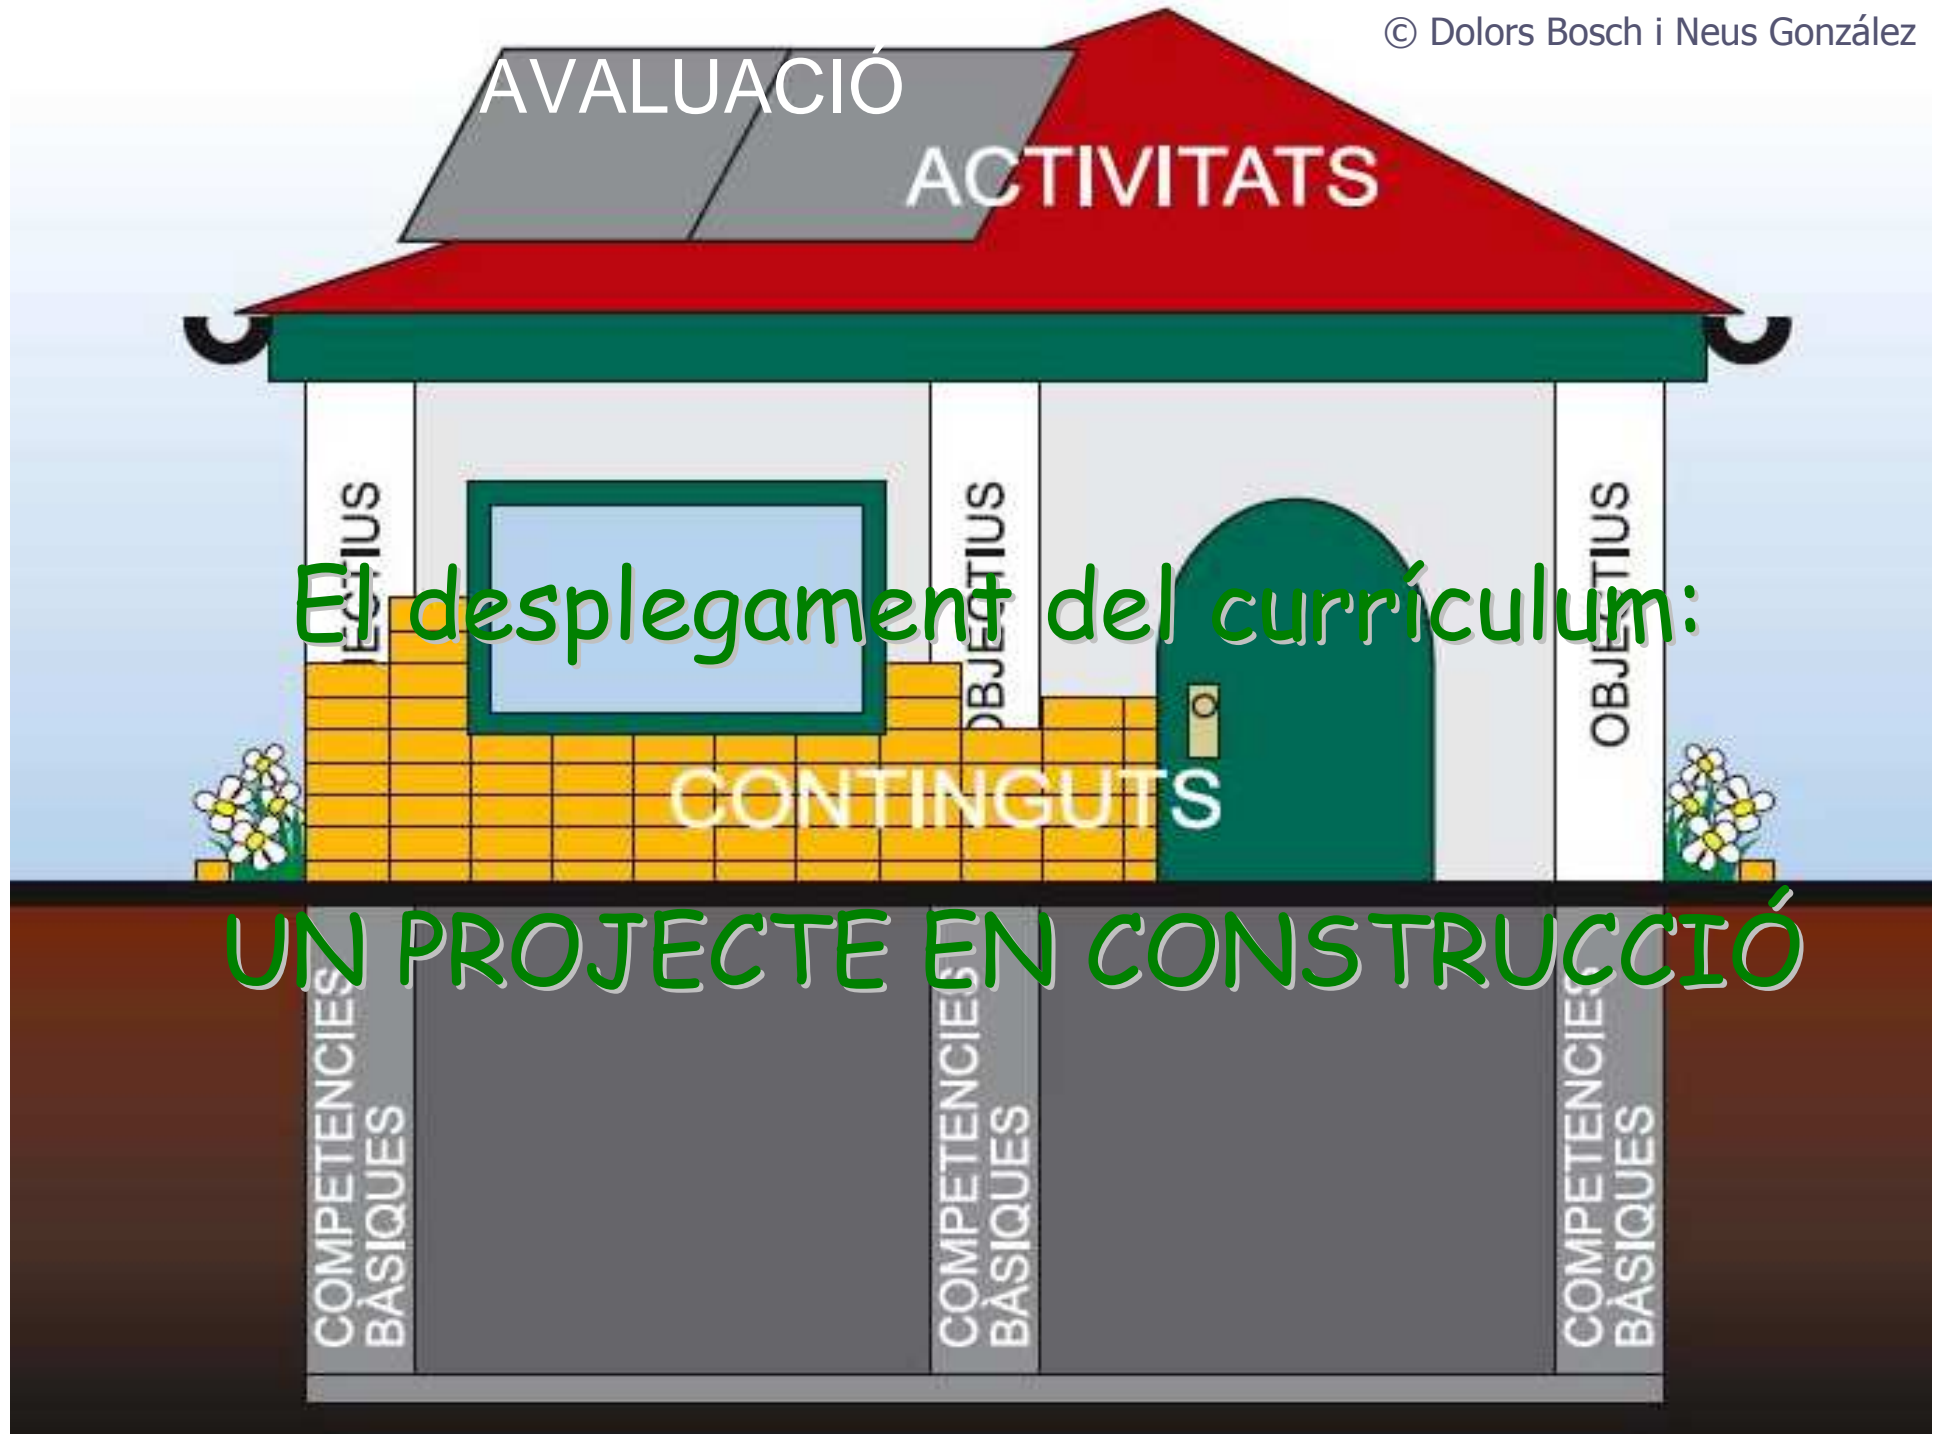 © Dolors Bosch i Neus González
AVALUACIÓ
ACTIVITATS
OBJECTIUS
OBJECTIUS
El desplegament del currículum:
CONTINGUTS
UN PROJECTE EN CONSTRUCCIÓ
COMPETENCIES
BÀSIQUES
COMPETENCIES
BÀSIQUES
COMPETENCIES
BÀSIQUES